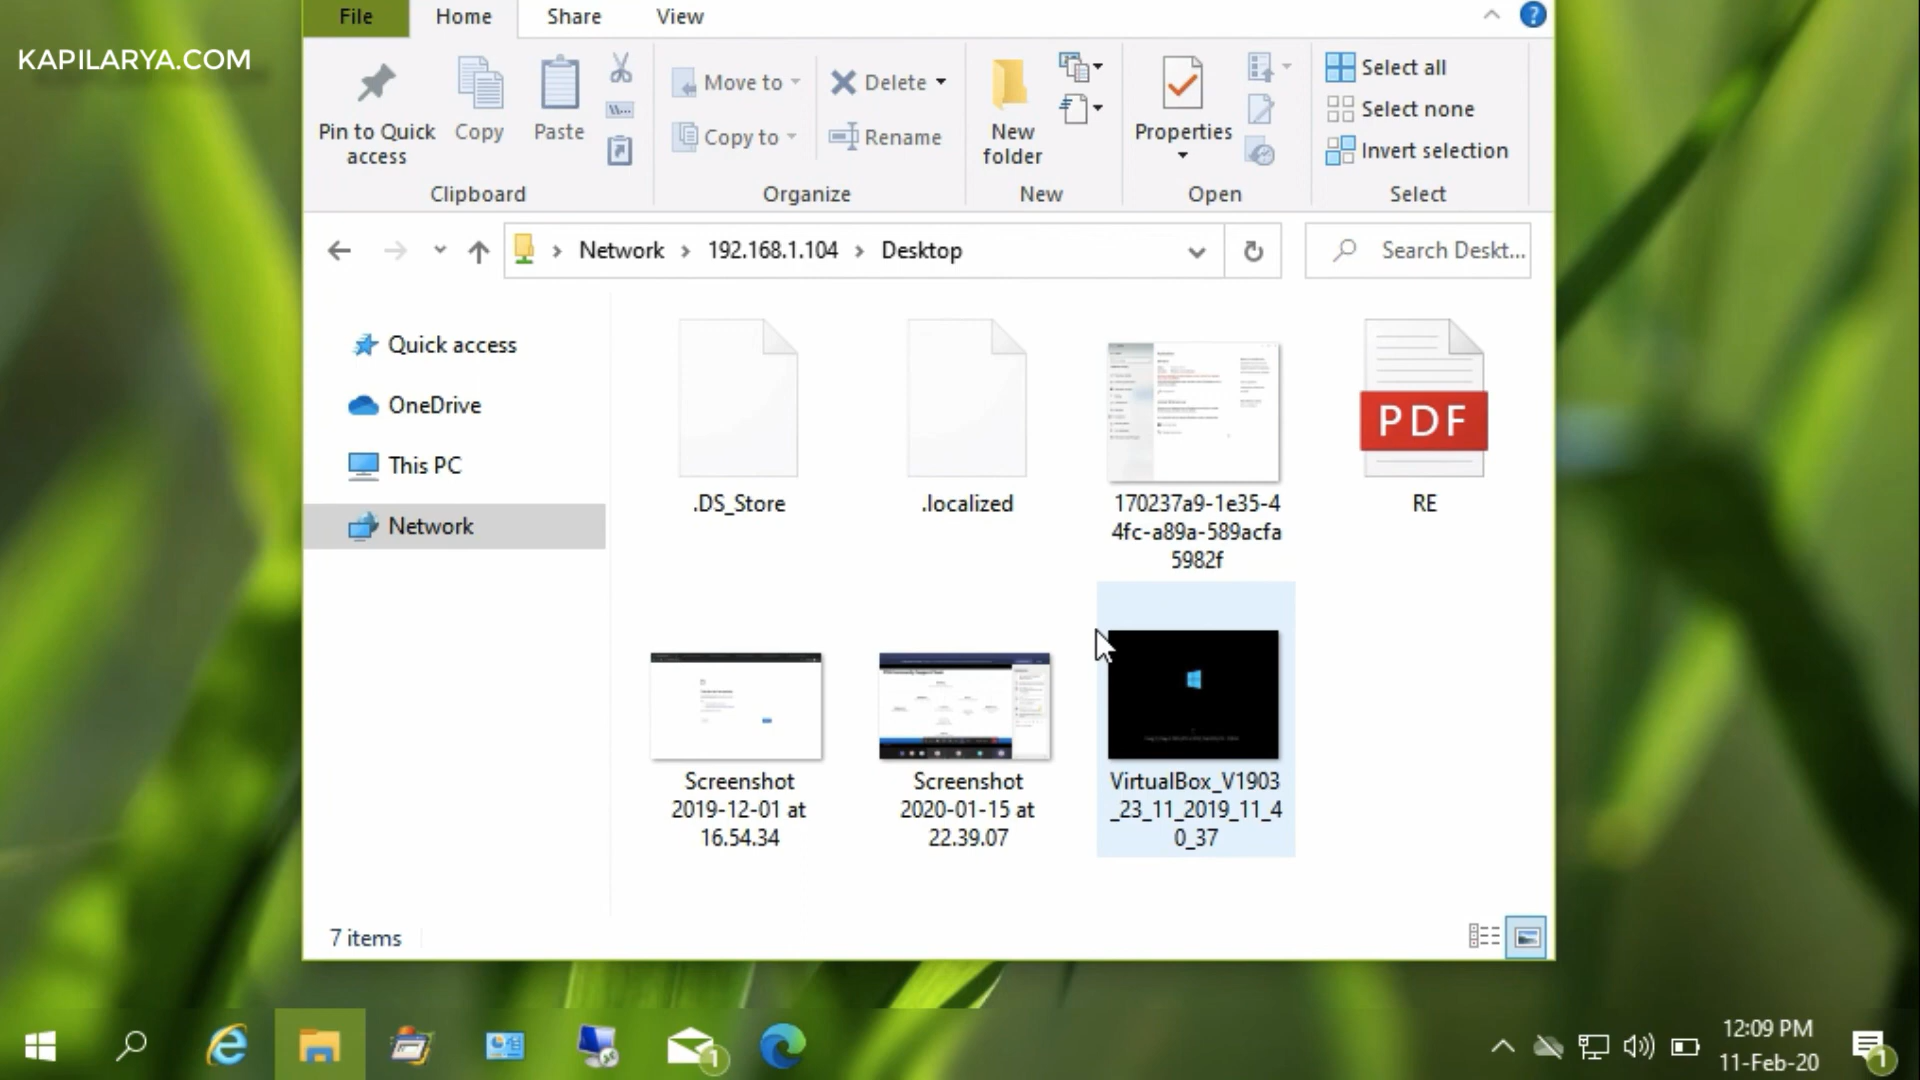 File Home Share View
KAPILARYA.COM
Pin to Quick access
Copy
Paste
Clipboard
Move to
Copy to
Delete
Rename
Organize
New folder
New
Properties
Open
Select all
Select none
Invert selection
Select
Network > 192.168.1.104 > Desktop
Search Deskt...
Quick access
OneDrive
This PC
Network
.DS_Store
.localized
170237a9-1e35-4
4fc-a89a-589acfa
5982f
PDF
RE
Screenshot
2019-12-01 at
16.54.34
Screenshot
2020-01-15 at
22.39.07
VirtualBox_V1903
_23_11_2019_11_4
0_37
7 items
1
12:09 PM
11-Feb-20
1